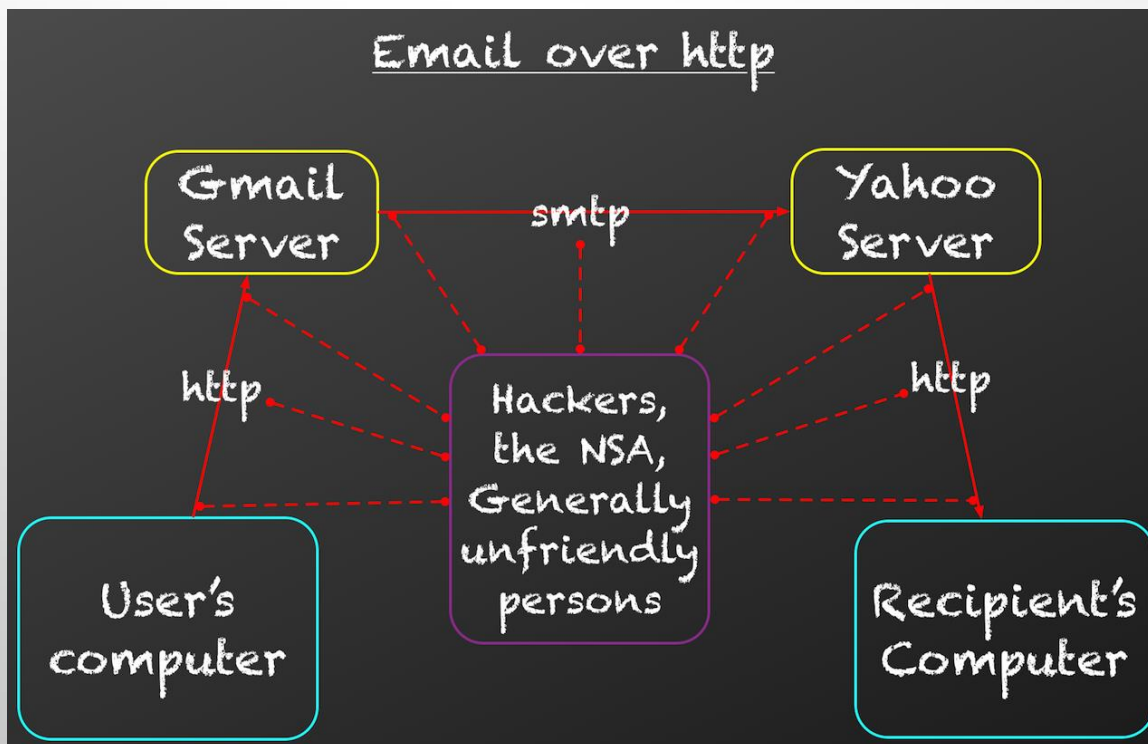 Email over http
Gmail
Server
smtp
Yahoo
Server
http
Hackers,
the NSA,
Generally
unfriendly
persons
http
User's
computer
Recipient's
Computer